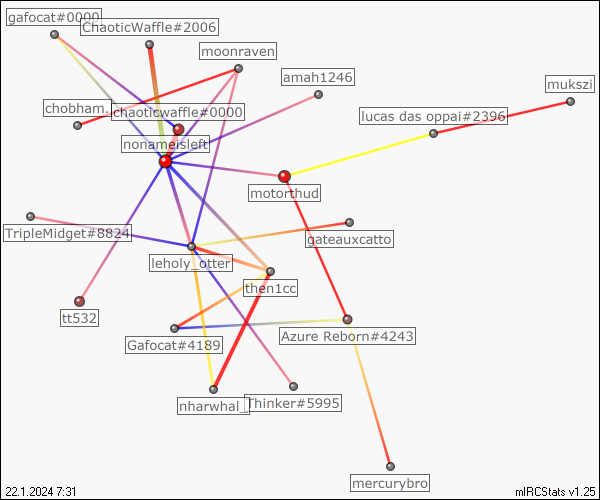 gafocat#0000
ChaoticWaffle#2006
moonraven
amah1246
mukszi
chobham.
chaoticwaffle#0000
lucas das oppai#2396
nonameisleft
motorthud
TripleMidget#8824
gateauxcatto
leholy_otter
then1cc
tt532
Gafocat#4189
Azure Reborn#4243
nharwhal_
Thinker#5995
mercurybro
22.1.2024 7:31
mIRCStats v1.25